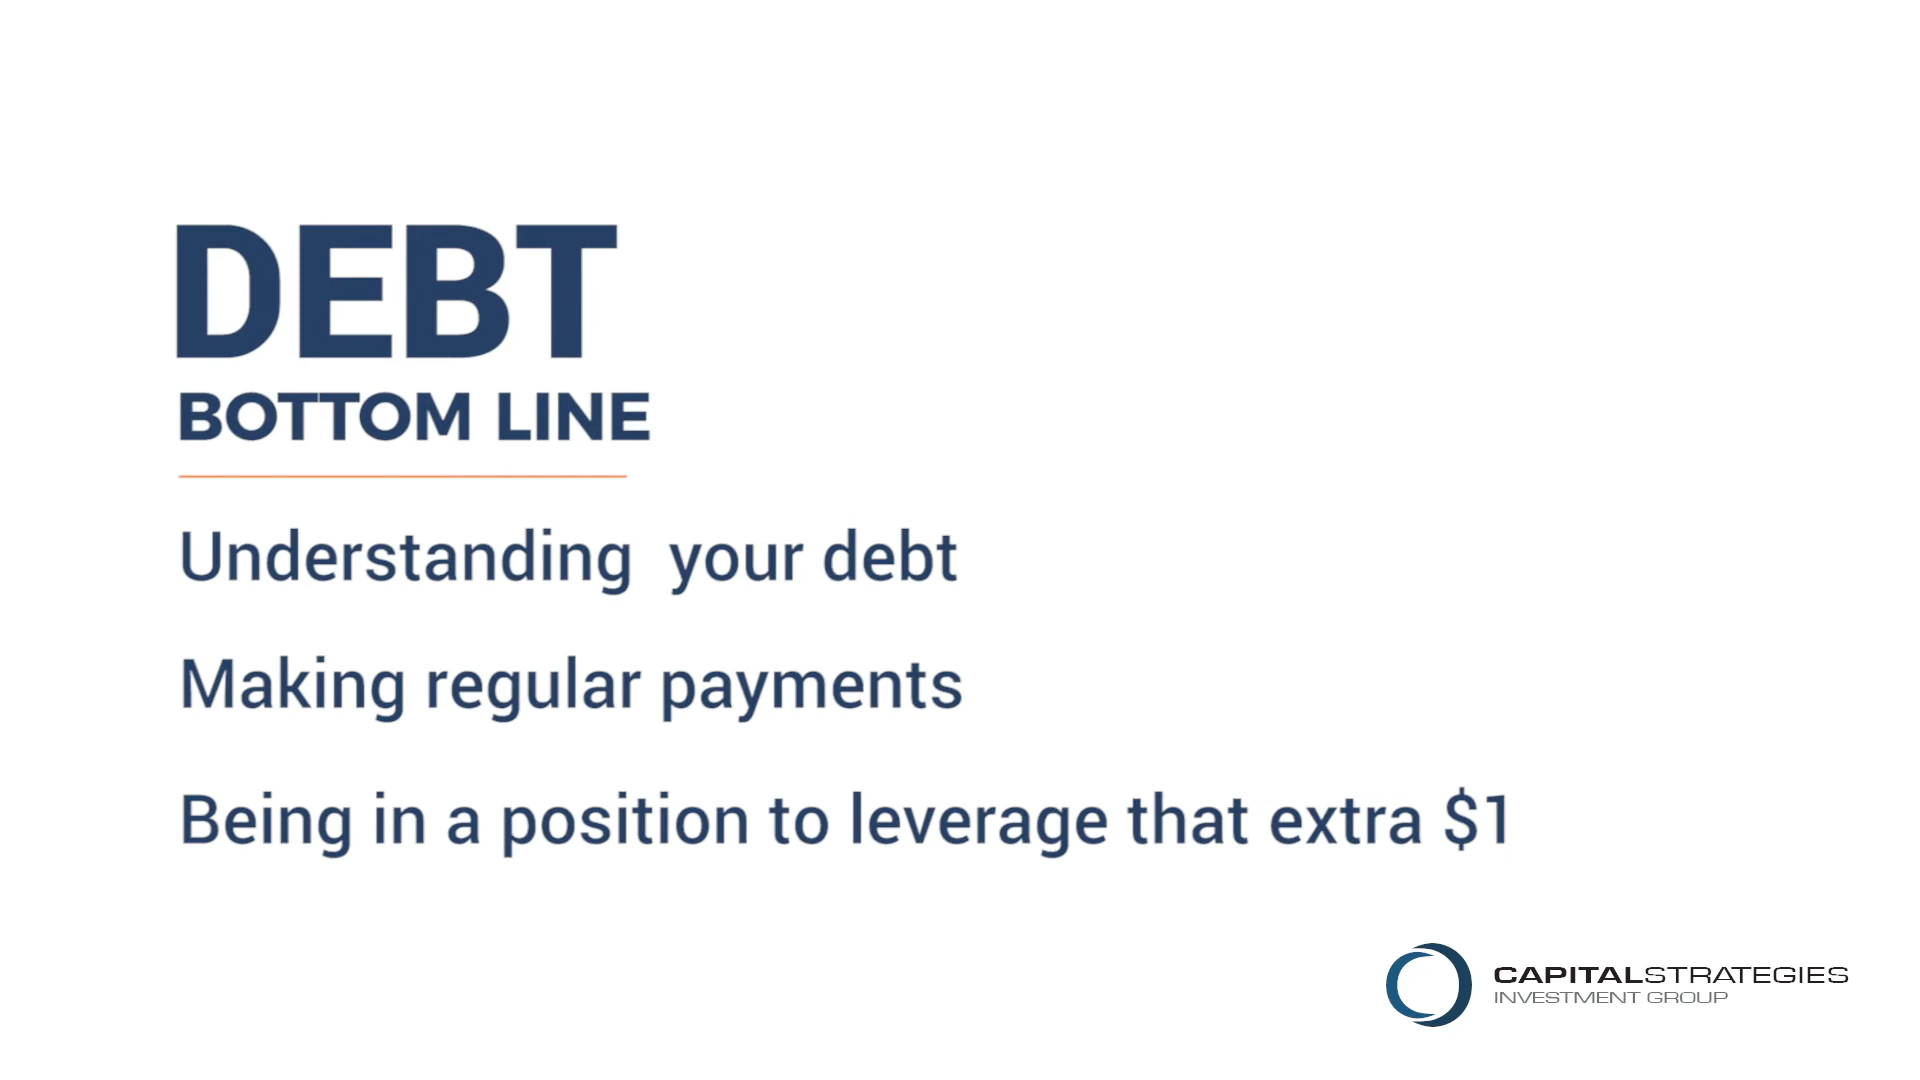 DEBT
BOTTOM LINE
Understanding  your debt
Making regular payments
Being in a position to leverage that extra $1
CAPITALSTRATEGIES
INVESTMENT GROUP